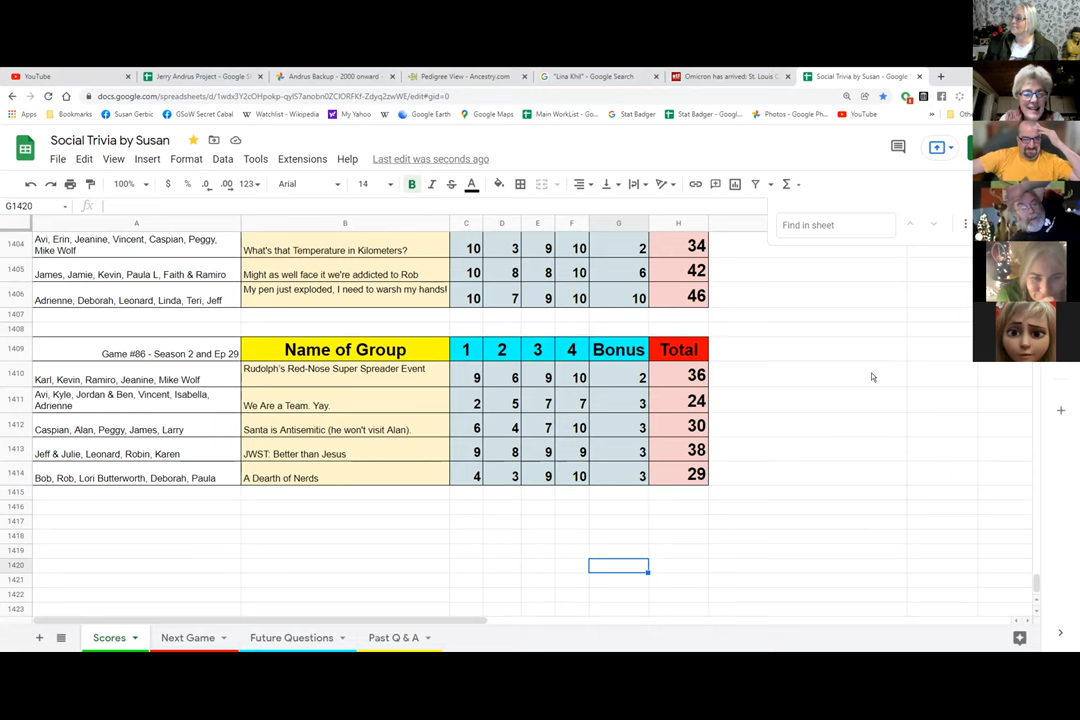 YouTube
Jerry Andrus Project - Google S
Andrus Backup - 2000 onward -
Pedigree View - Ancestry.com
"Lina Khil" - Google Search
Omicron has arrived: St. Louis C
Social Trivia by Susan - Google S
docs.google.com/spreadsheets/d/
Apps
Bookmarks
Susan Gerbic
GSoW Secret Cabal
Watchlist - Wikipedia
My Yahoo
Google Earth
Google Maps
Main WorkList - Go...
Stat Badger
Stat Badger - Googl...
Photos - Google Ph...
YouTube
Social Trivia by Susan
File Edit View Insert Format Data Tools Extensions Help Last edit was seconds ago
100% $ % .0 .00 123 Arial 14 B I S A
G1420 fx
Find in sheet
A B C D E F G H
1404 Avi, Erin, Jeanine, Vincent, Caspian, Peggy,
Mike Wolf What's that Temperature in Kilometers? 10 3 9 10 2 34
1405 James, Jamie, Kevin, Paula L, Faith & Ramiro Might as well face it we're addicted to Rob 10 8 8 10 6 42
1406 Adrienne, Deborah, Leonard, Linda, Teri, Jeff My pen just exploded, I need to warsh my hands! 10 7 9 10 10 46
1407
1408
1409 Game #86 - Season 2 and Ep 29 Name of Group 1 2 3 4 Bonus Total
1410 Karl, Kevin, Ramiro, Jeanine, Mike Wolf Rudolph's Red-Nose Super Spreader Event 9 6 9 10 2 36
1411 Avi, Kyle, Jordan & Ben, Vincent, Isabella,
Adrienne We Are a Team. Yay. 2 5 7 7 3 24
1412 Caspian, Alan, Peggy, James, Larry Santa is Antisemitic (he won't visit Alan). 6 4 7 10 3 30
1413 Jeff & Julie, Leonard, Robin, Karen JWST: Better than Jesus 9 8 9 9 3 38
1414 Bob, Rob, Lori Butterworth, Deborah, Paula A Dearth of Nerds 4 3 9 10 3 29
1415
1416
1417
1418
1419
1420
1421
1422
1423
Scores Next Game Future Questions Past Q & A